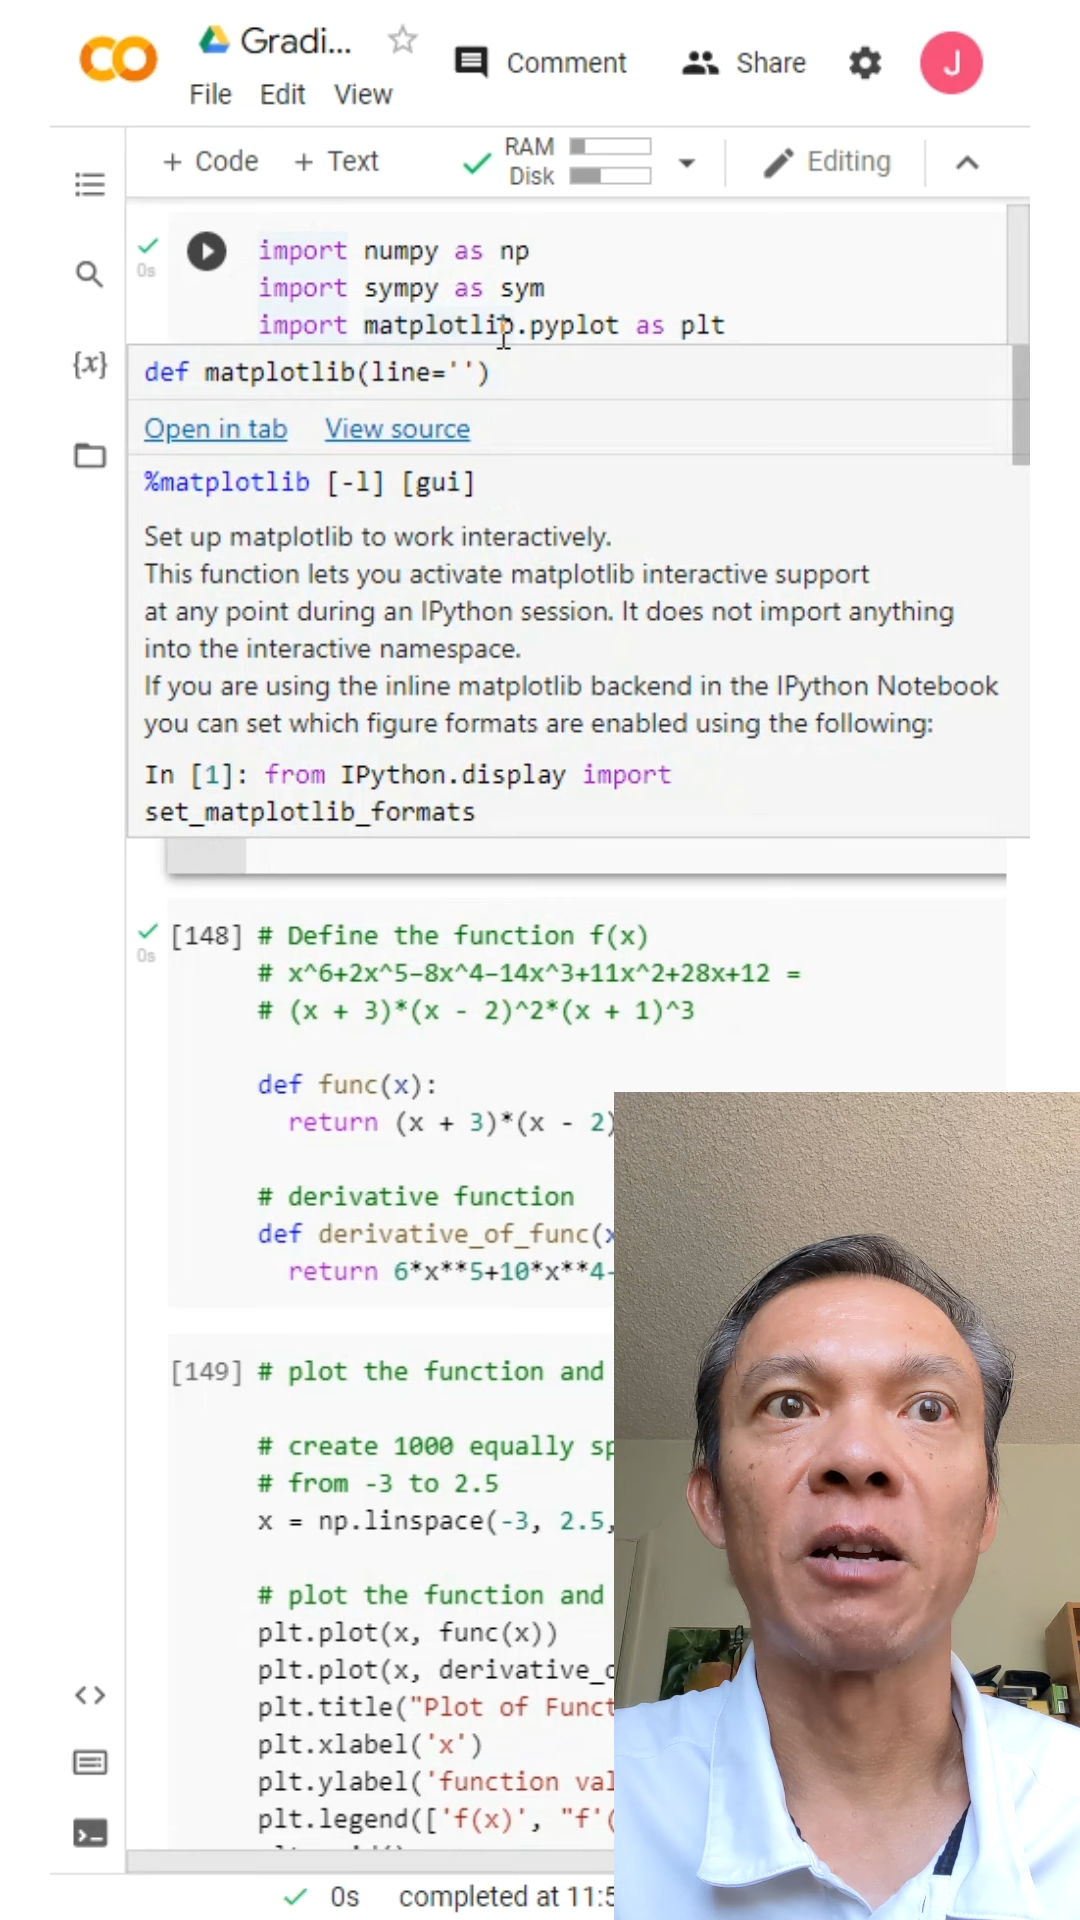 Gradi...
Comment
Share
J
File Edit View
+ Code + Text
RAM
Disk
Editing
0s
import numpy as np
import sympy as sym
import matplotlib.pyplot as plt
{x}
def matplotlib(line='')
Open in tab View source
%matplotlib [-l] [gui]
Set up matplotlib to work interactively.
This function lets you activate matplotlib interactive support
at any point during an IPython session. It does not import anything
into the interactive namespace.
If you are using the inline matplotlib backend in the IPython Notebook
you can set which figure formats are enabled using the following:
In [1]: from IPython.display import
set_matplotlib_formats
[148] # Define the function f(x)
0s
# x^6+2x^5-8x^4-14x^3+11x^2+28x+12 =
# (x + 3)*(x - 2)^2*(x + 1)^3
def func(x):
return (x + 3)*(x - 2)
# derivative function
def derivative_of_func(x
return 6*x**5+10*x**4-
[149] # plot the function and
# create 1000 equally sp
# from -3 to 2.5
x = np.linspace(-3, 2.5,
# plot the function and
plt.plot(x, func(x))
plt.plot(x, derivative_o
plt.title("Plot of Funct
plt.xlabel('x')
plt.ylabel('function val
plt.legend(['f(x)', "f'(
0s completed at 11:5